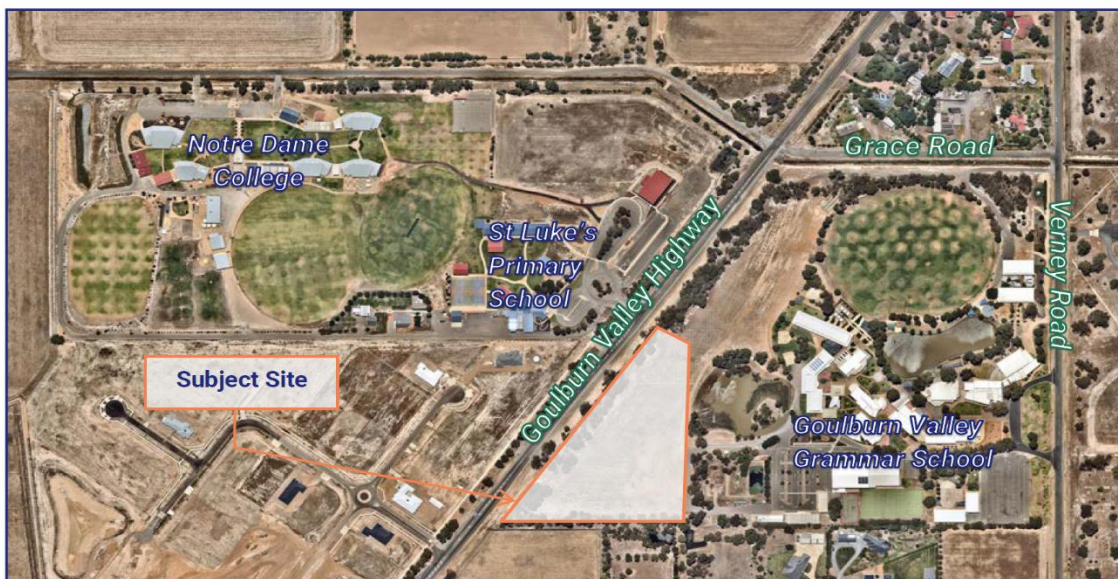 Notre Dame
College
Grace Road
St Luke's
Primary
School
Goulburn Valley Highway
Verney Road
Subject Site
Goulburn Valley
Grammar School